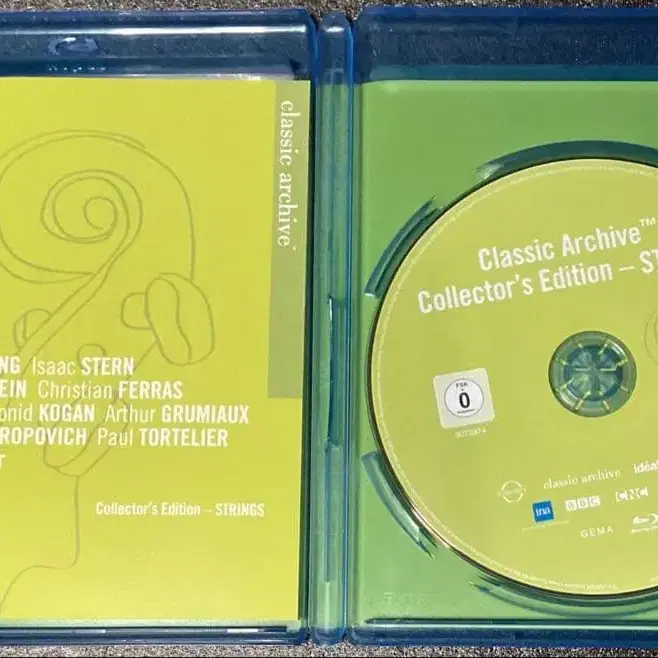 classic archive
NG Isaac STERN
EIN Christian FERRAS
onid KOGAN Arthur GRUMIAUX
ROPOVICH Paul TORTELIER
T
Collector's Edition – STRINGS
Classic Archive™
Collector's Edition – ST
FSK
0
classic archive idéal
ina BBC CNC
GEMA